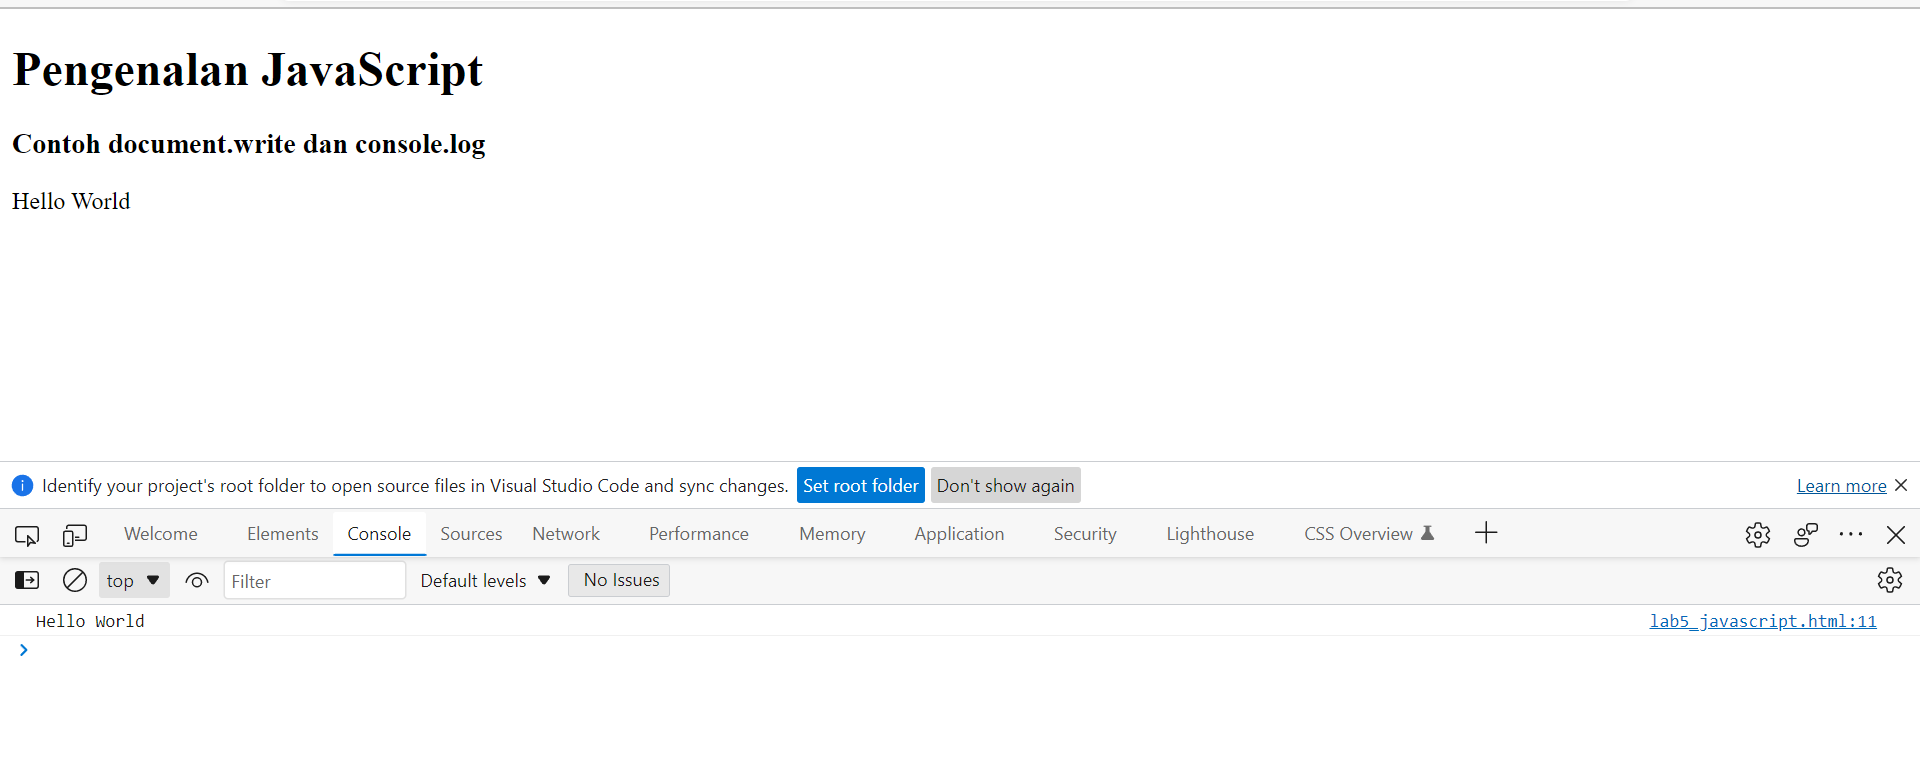 Pengenalan JavaScript
Contoh document.write dan console.log
Hello World
Identify your project's root folder to open source files in Visual Studio Code and sync changes. Set root folder Don't show again Learn more
Welcome Elements Console Sources Network Performance Memory Application Security Lighthouse CSS Overview
top Filter Default levels No Issues
Hello World lab5_javascript.html:11